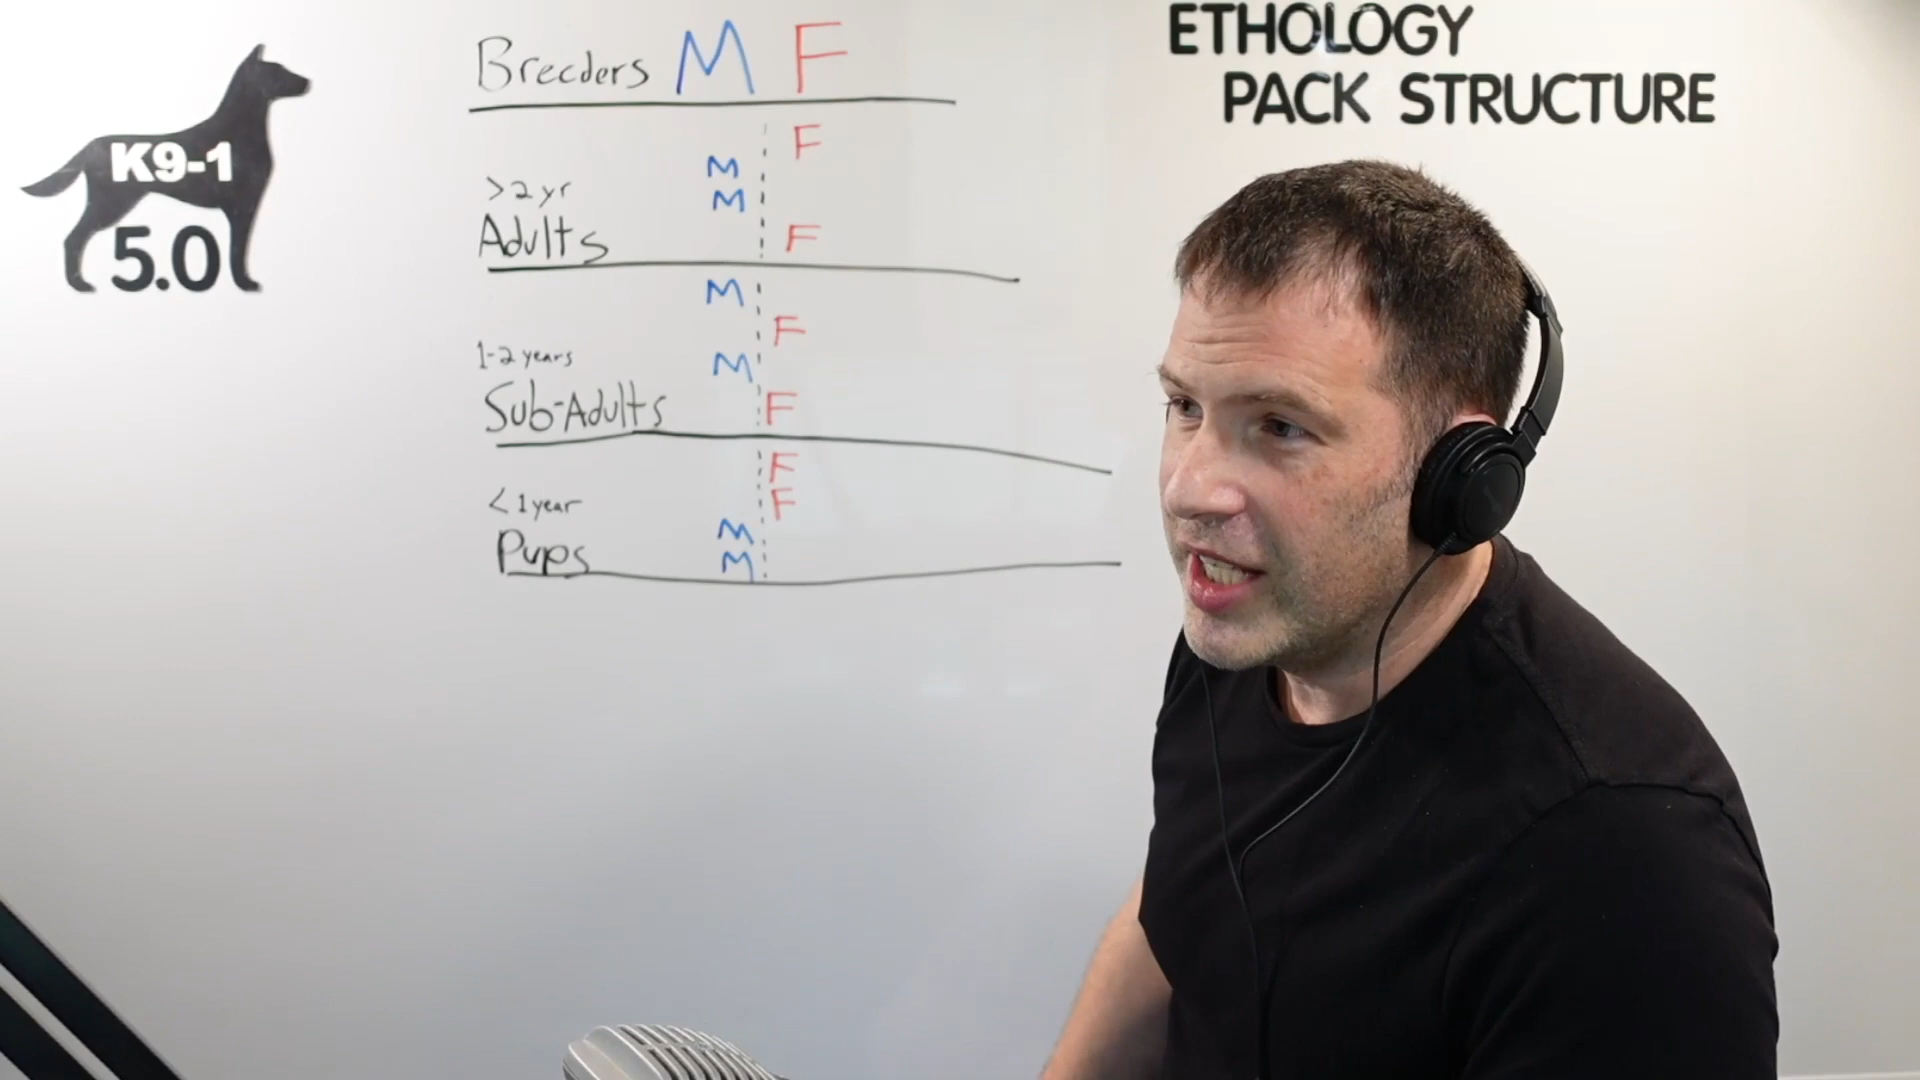 K9-1
5.0
ETHOLOGY
PACK STRUCTURE
Breeders M F
F
M
>2yr
M
Adults F
M
F
1-2 years
M
Sub-Adults F
F
<1year F
M
Pups M